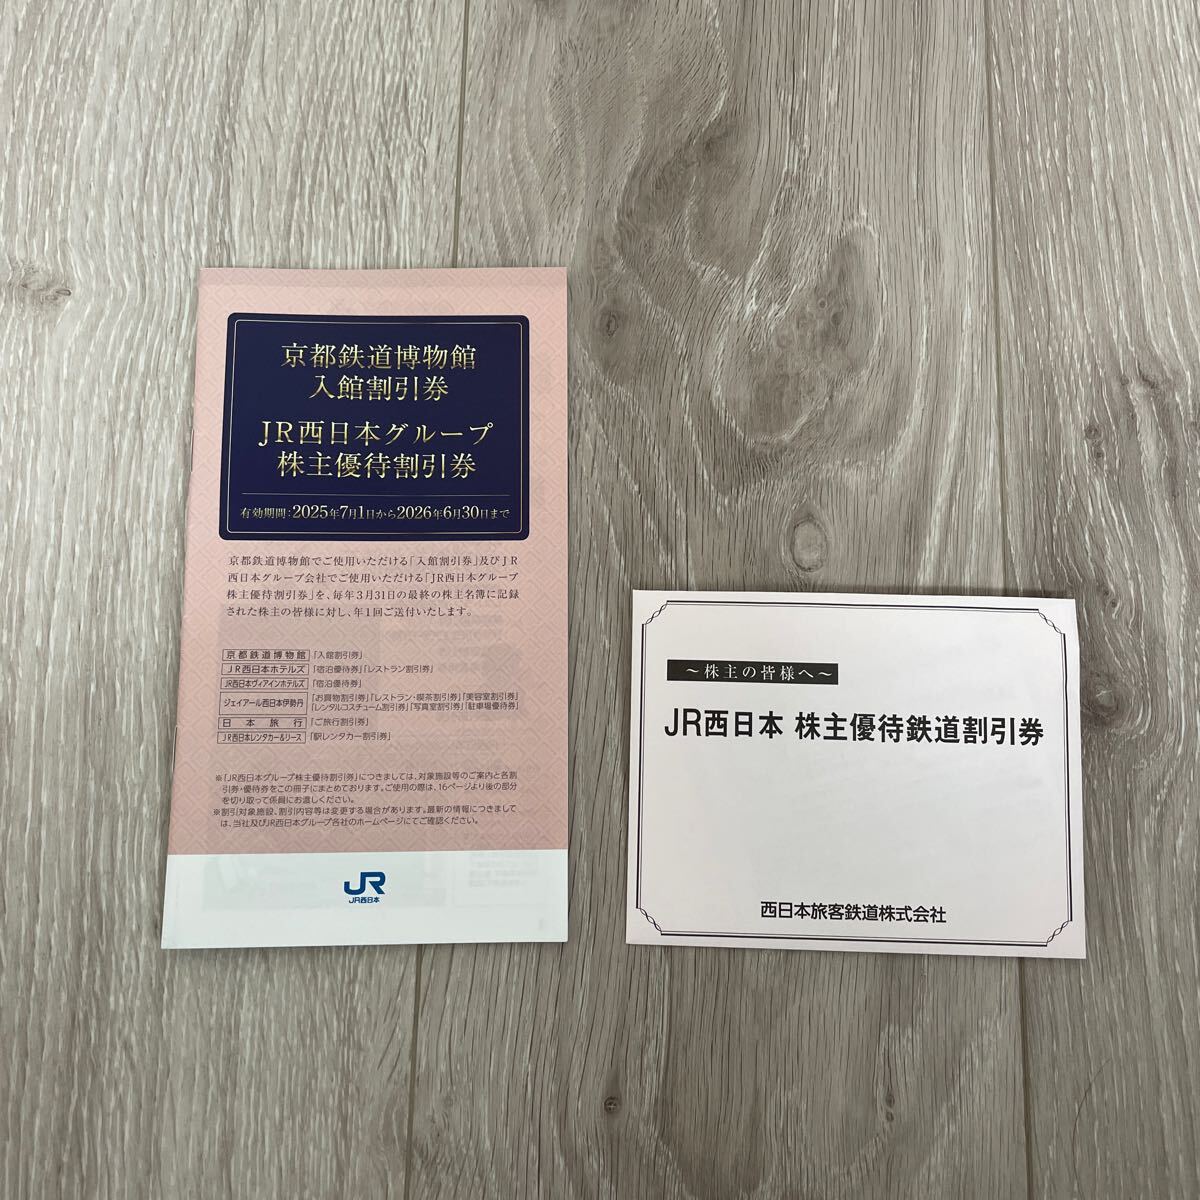 京都鉄道博物館
入館割引券
JR西日本グループ
株主優待割引券
有効期間:2025年7月1日から2026年6月30日まで
京都鉄道博物館でご使用いただける「入館割引券」及びJR
西日本グループ会社でご使用いただける「JR西日本グループ
株主優待割引券」を、毎年3月31日の最終の株主名簿に記録
された株主の皆様に対し、年1回ご送付いたします。
京都鉄道博物館 「入館割引券」
JR西日本ホテルズ 「宿泊優待券」「レストラン割引券」
JR西日本ヴィアインホテルズ 「宿泊優待券」
ジェイアール西日本伊勢丹 「お買物割引券」「レストラン・喫茶割引券」「美容室割引券」
「レンタルコスチューム割引券」「写真室割引券」「駐車場優待券」
日本旅行 「ご旅行割引券」
JR西日本レンタカー&リース 「駅レンタカー割引券」
※「JR西日本グループ株主優待割引券」につきましては、対象施設等のご案内と各割
引券・優待券をこの冊子にまとめております。ご使用の際は、16ページより後の部分
を切り取って係員にお渡しください。
※割引対象施設、割引内容等は変更する場合があります。最新の情報につきまして
は、当社及びJR西日本グループ各社のホームページにてご確認ください。
JR
JR西日本
～株主の皆様へ～
JR西日本 株主優待鉄道割引券
西日本旅客鉄道株式会社